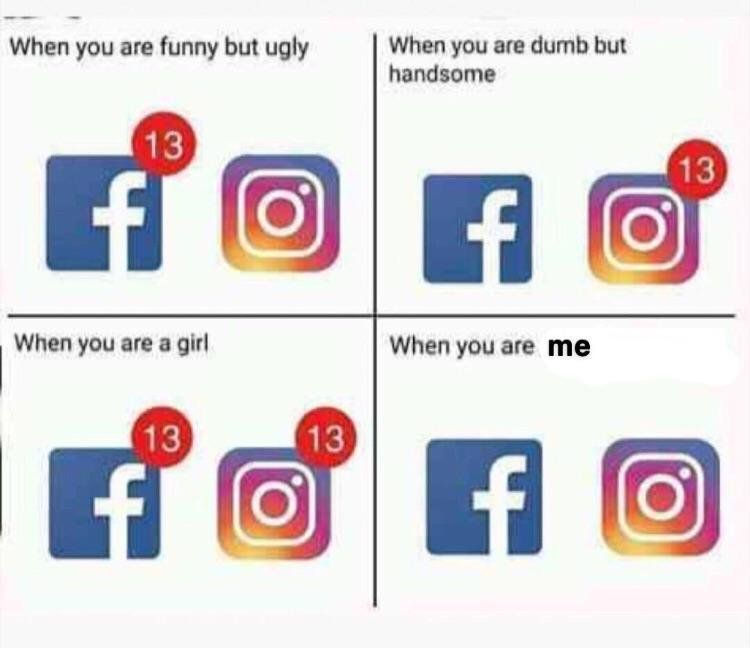 When you are funny but ugly
13
When you are dumb but
handsome
13
When you are a girl
13 13
When you are me